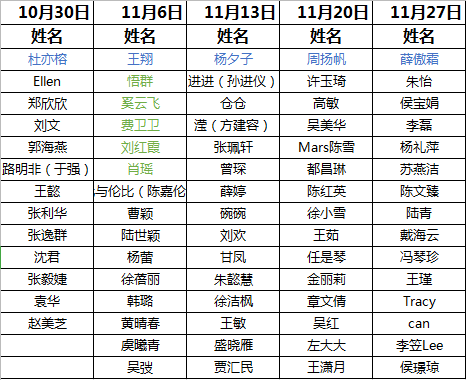 10月30日 11月6日 11月13日 11月20日 11月27日
姓名 姓名 姓名 姓名 姓名
杜亦榕 王翔 杨夕子 周扬帆 薛傲霜
Ellen 悟群 进进（孙进仪） 许玉琦 朱怡
郑欣欣 奚云飞 仓仓 高敏 侯宝娟
刘文 费卫卫 滢（方建容） 吴美华 李磊
郭海燕 刘红霞 张珮轩 Mars陈雪 杨礼萍
路明非（于强） 肖瑶 曾琛 都昌琳 苏燕洁
王懿 与伦比（陈嘉伦 薛婷 陈红英 陈文臻
张利华 曹颖 碗碗 徐小雪 陆青
张逸群 陆世颖 刘欢 王茹 戴海云
沈君 杨蕾 甘凤 任是琴 冯琴珍
张毅婕 徐蓓丽 朱懿慧 金丽莉 王瑾
袁华 韩璐 徐洁枫 章文倩 Tracy
赵美芝 黄晴春 王敏 吴红 can
虞曦青 盛晓雁 左大大 李笠Lee
吴骏 贾汇民 王潇月 侯璟琼